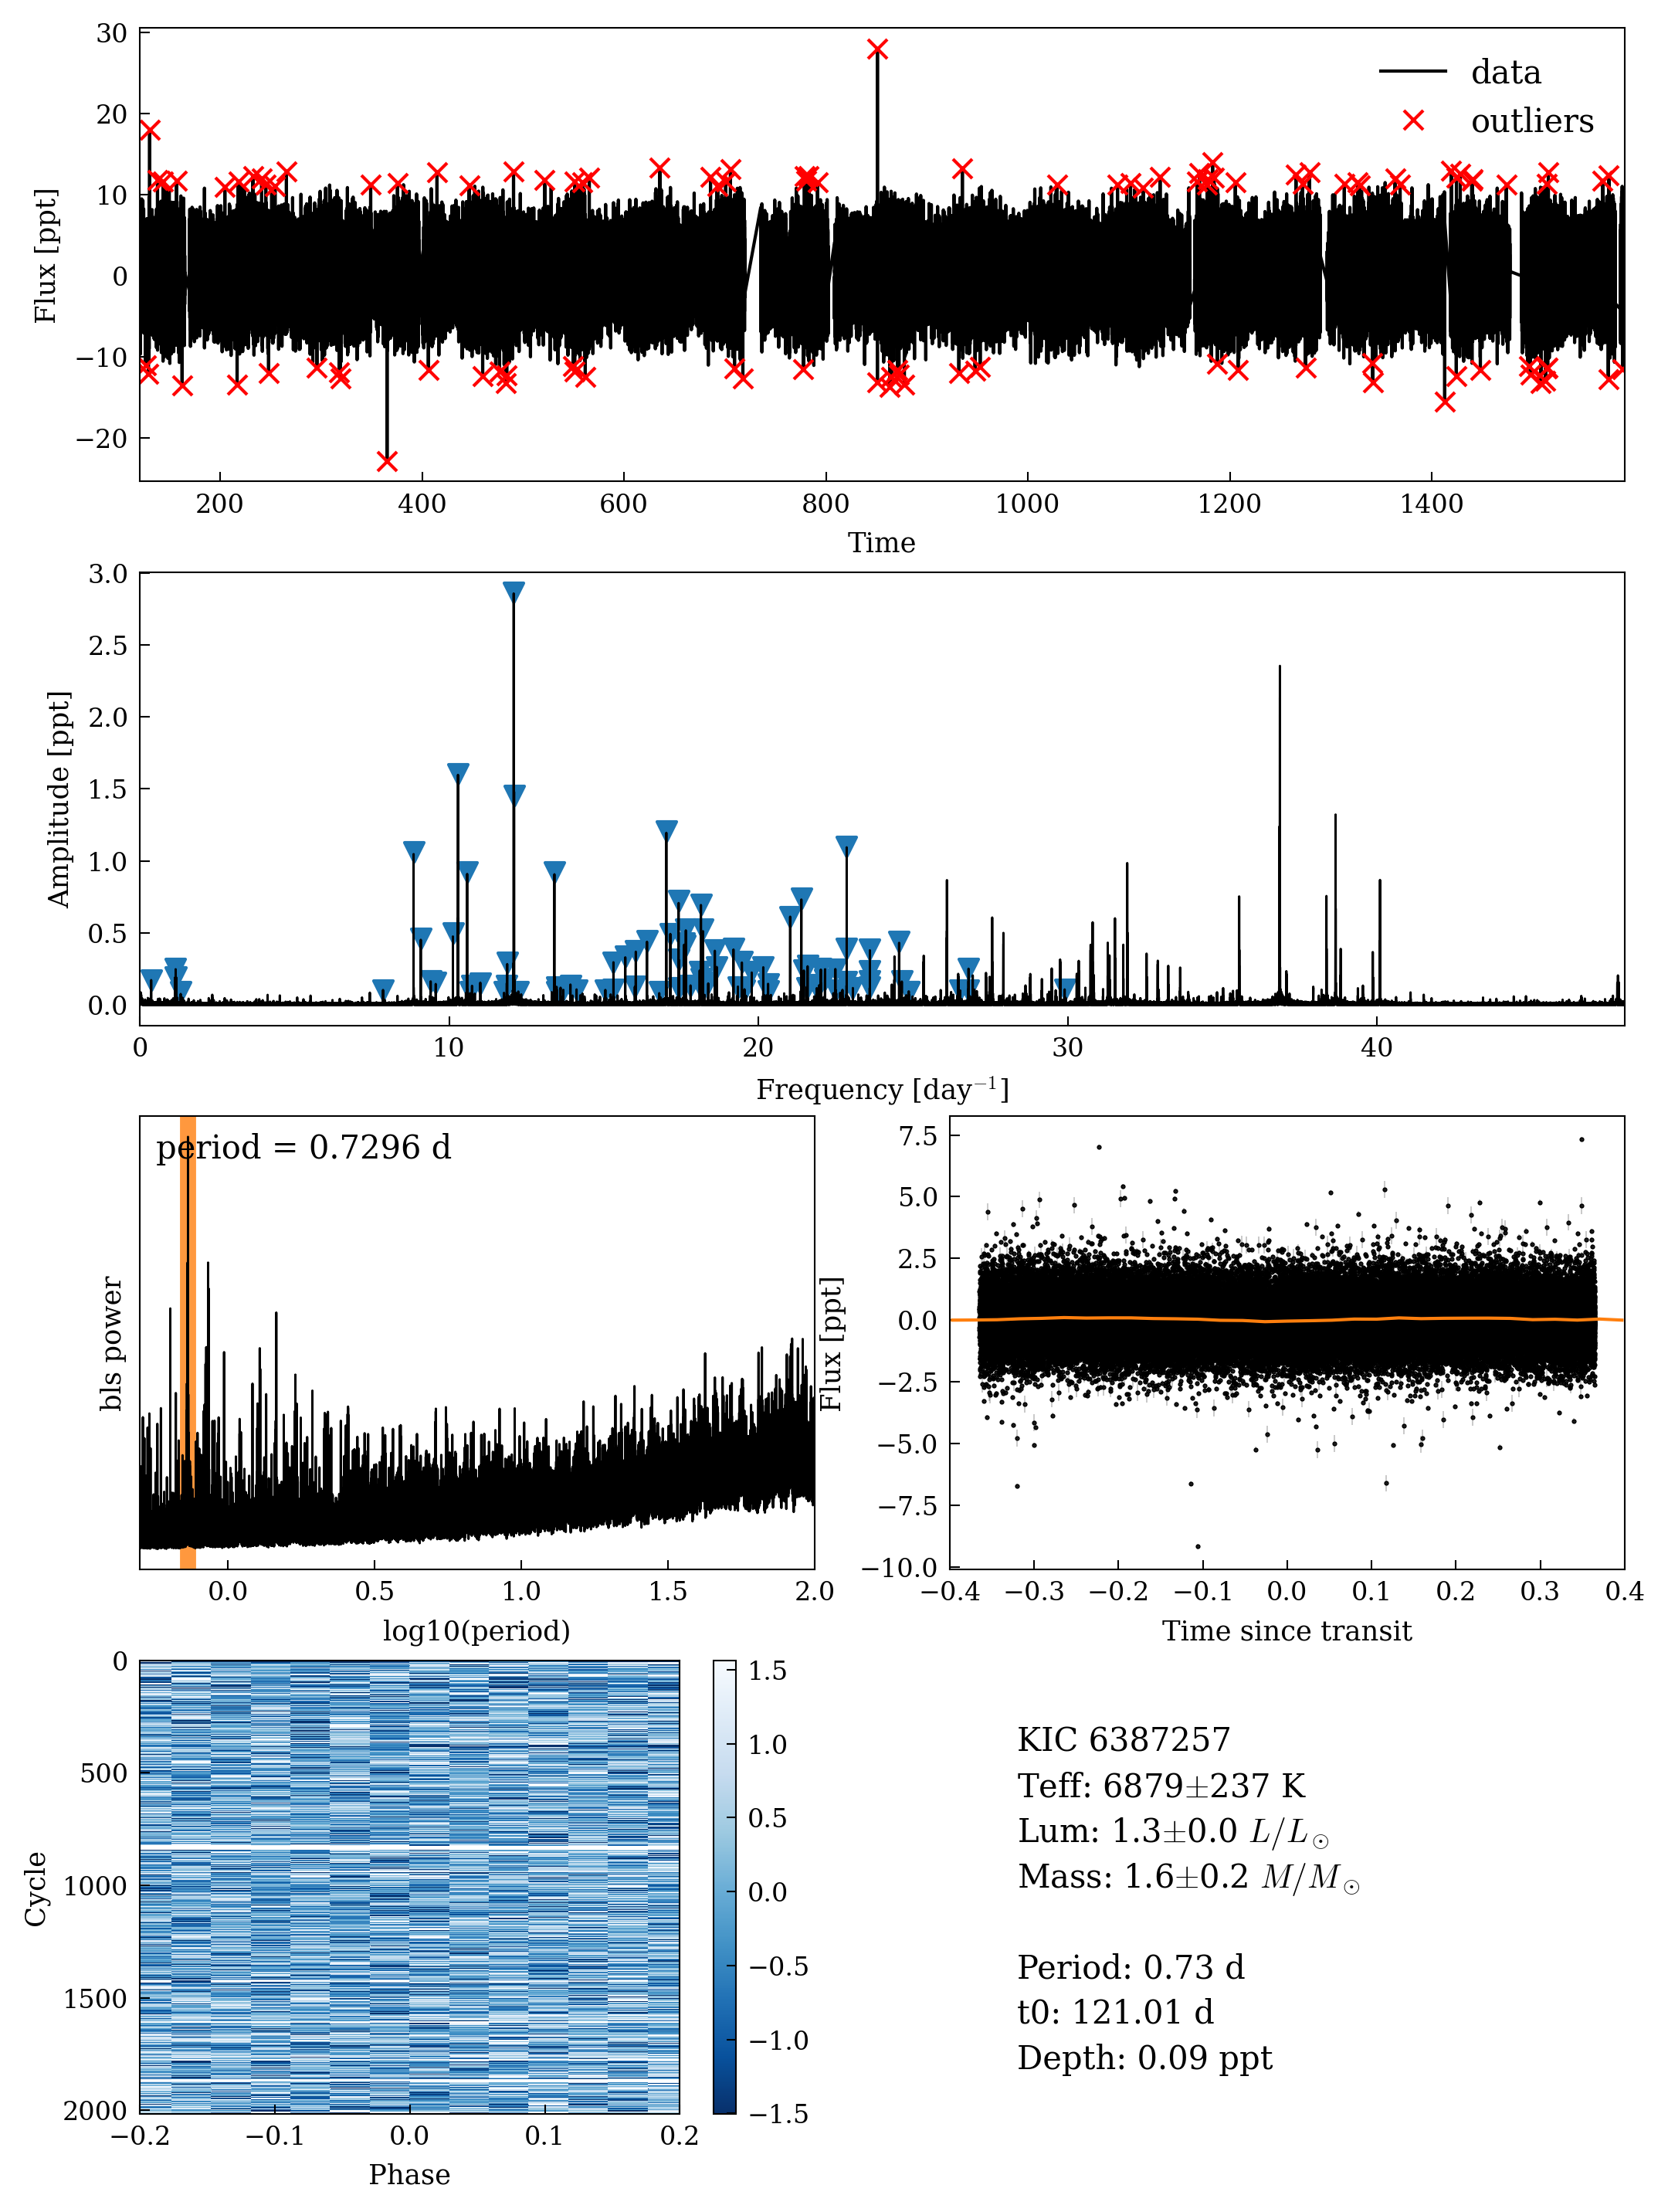 30
20
10
0
−10
−20
Flux [ppt]
data
outliers
200 400 600 800 1000 1200 1400
Time
3.0
2.5
2.0
1.5
1.0
0.5
0.0
Amplitude [ppt]
0 10 20 30 40
Frequency [day⁻¹]
period = 0.7296 d
bls power
0.0 0.5 1.0 1.5 2.0
log10(period)
7.5
5.0
2.5
0.0
−2.5
−5.0
−7.5
−10.0
Flux [ppt]
−0.4 −0.3 −0.2 −0.1 0.0 0.1 0.2 0.3 0.4
Time since transit
0
500
1000
1500
2000
Cycle
−0.2 −0.1 0.0 0.1 0.2
Phase
1.5
1.0
0.5
0.0
−0.5
−1.0
−1.5
KIC 6387257
Teff: 6879±237 K
Lum: 1.3±0.0 L/L☉
Mass: 1.6±0.2 M/M☉
Period: 0.73 d
t0: 121.01 d
Depth: 0.09 ppt